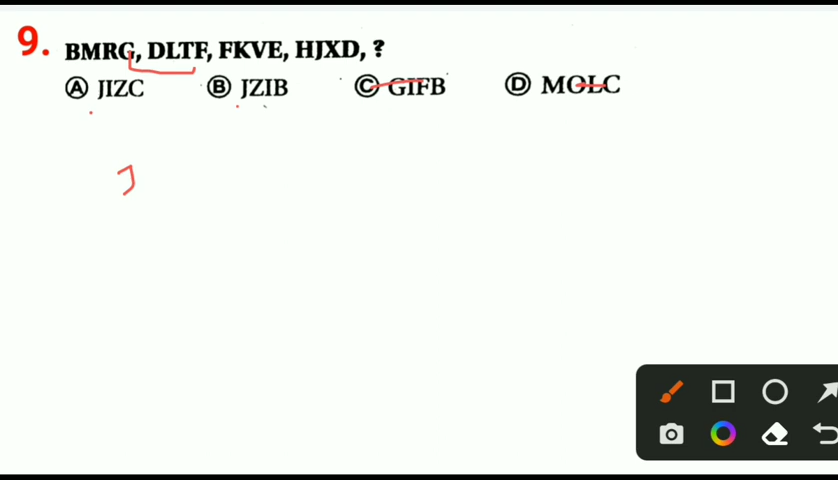 9. BMRG, DLTF, FKVE, HJXD, ?
Ⓐ JIZC Ⓑ JZIB Ⓒ GIFB Ⓓ MOLC
J